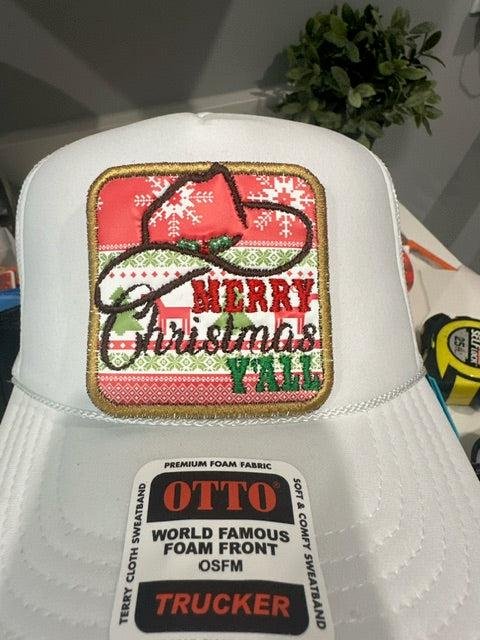 MERRY
Christmas
Y'ALL
PREMIUM FOAM FABRIC
TERRY CLOTH SWEATBAND
OTTO®
SOFT & COMFY SWEATBAND
WORLD FAMOUS
FOAM FRONT
OSFM
TRUCKER
25'